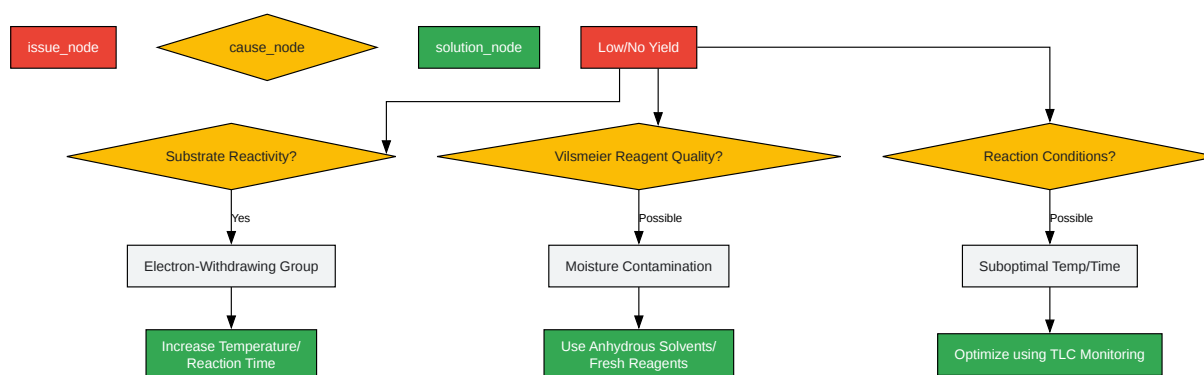 issue_node
cause_node
solution_node
Low/No Yield
Substrate Reactivity?
Vilsmeier Reagent Quality?
Reaction Conditions?
Yes
Possible
Possible
Electron-Withdrawing Group
Moisture Contamination
Suboptimal Temp/Time
Increase Temperature/
Reaction Time
Use Anhydrous Solvents/
Fresh Reagents
Optimize using TLC Monitoring